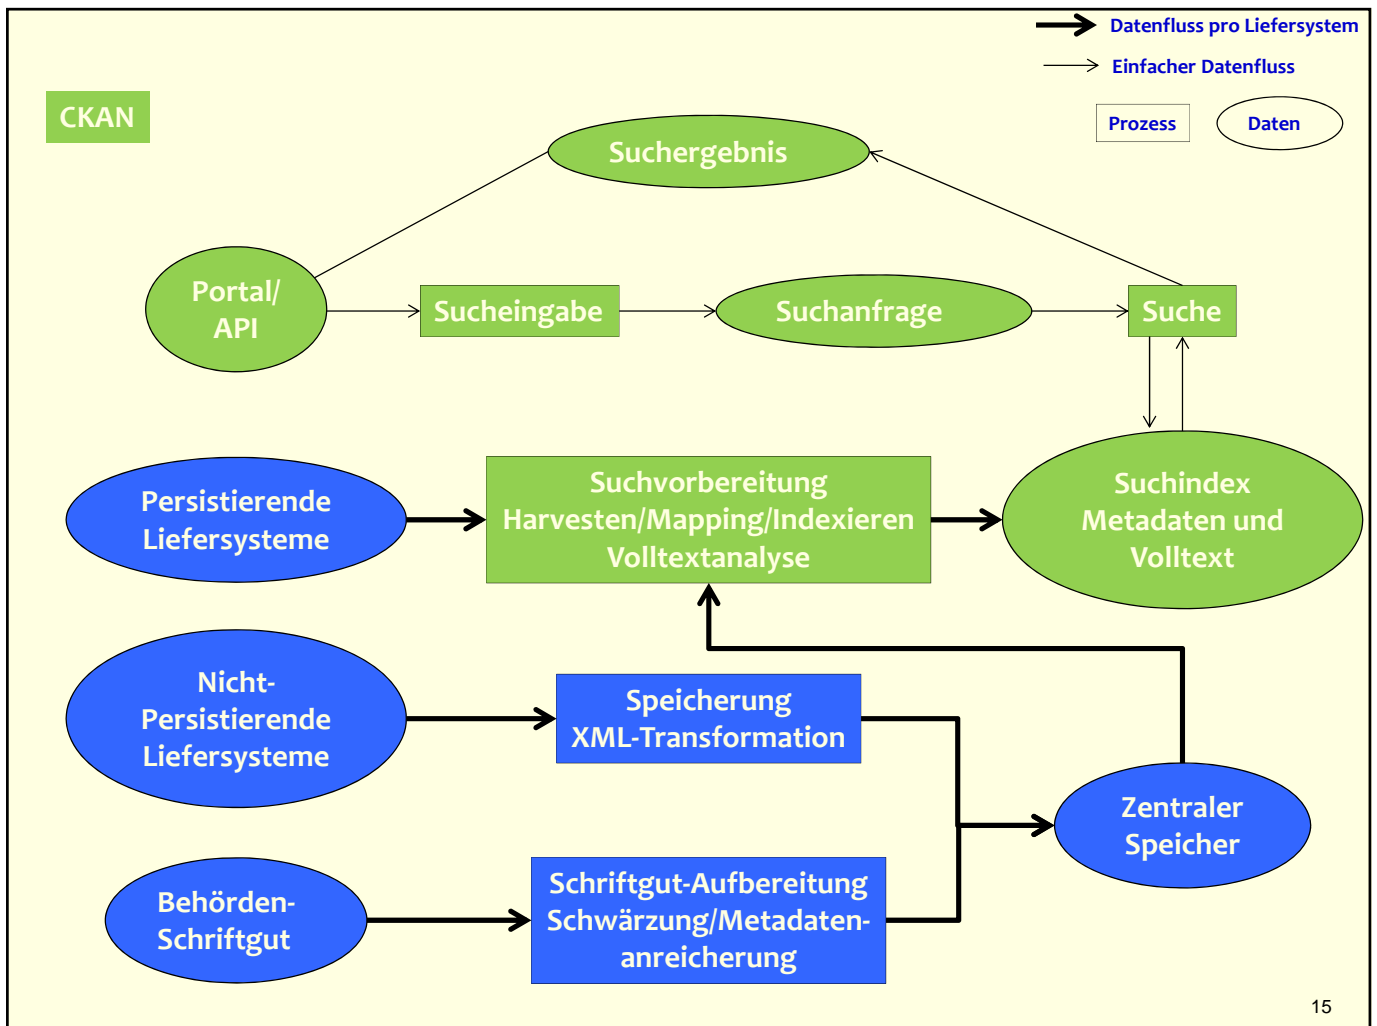 Datenfluss pro Liefersystem
Einfacher Datenfluss
CKAN
Prozess
Daten
Suchergebnis
Portal/
API
Sucheingabe
Suchanfrage
Suche
Persistierende
Liefersysteme
Suchvorbereitung
Harvesten/Mapping/Indexieren
Volltextanalyse
Suchindex
Metadaten und
Volltext
Nicht-
Persistierende
Liefersysteme
Speicherung
XML-Transformation
Zentraler
Speicher
Behörden-
Schriftgut
Schriftgut-Aufbereitung
Schwärzung/Metadaten-
anreicherung
15